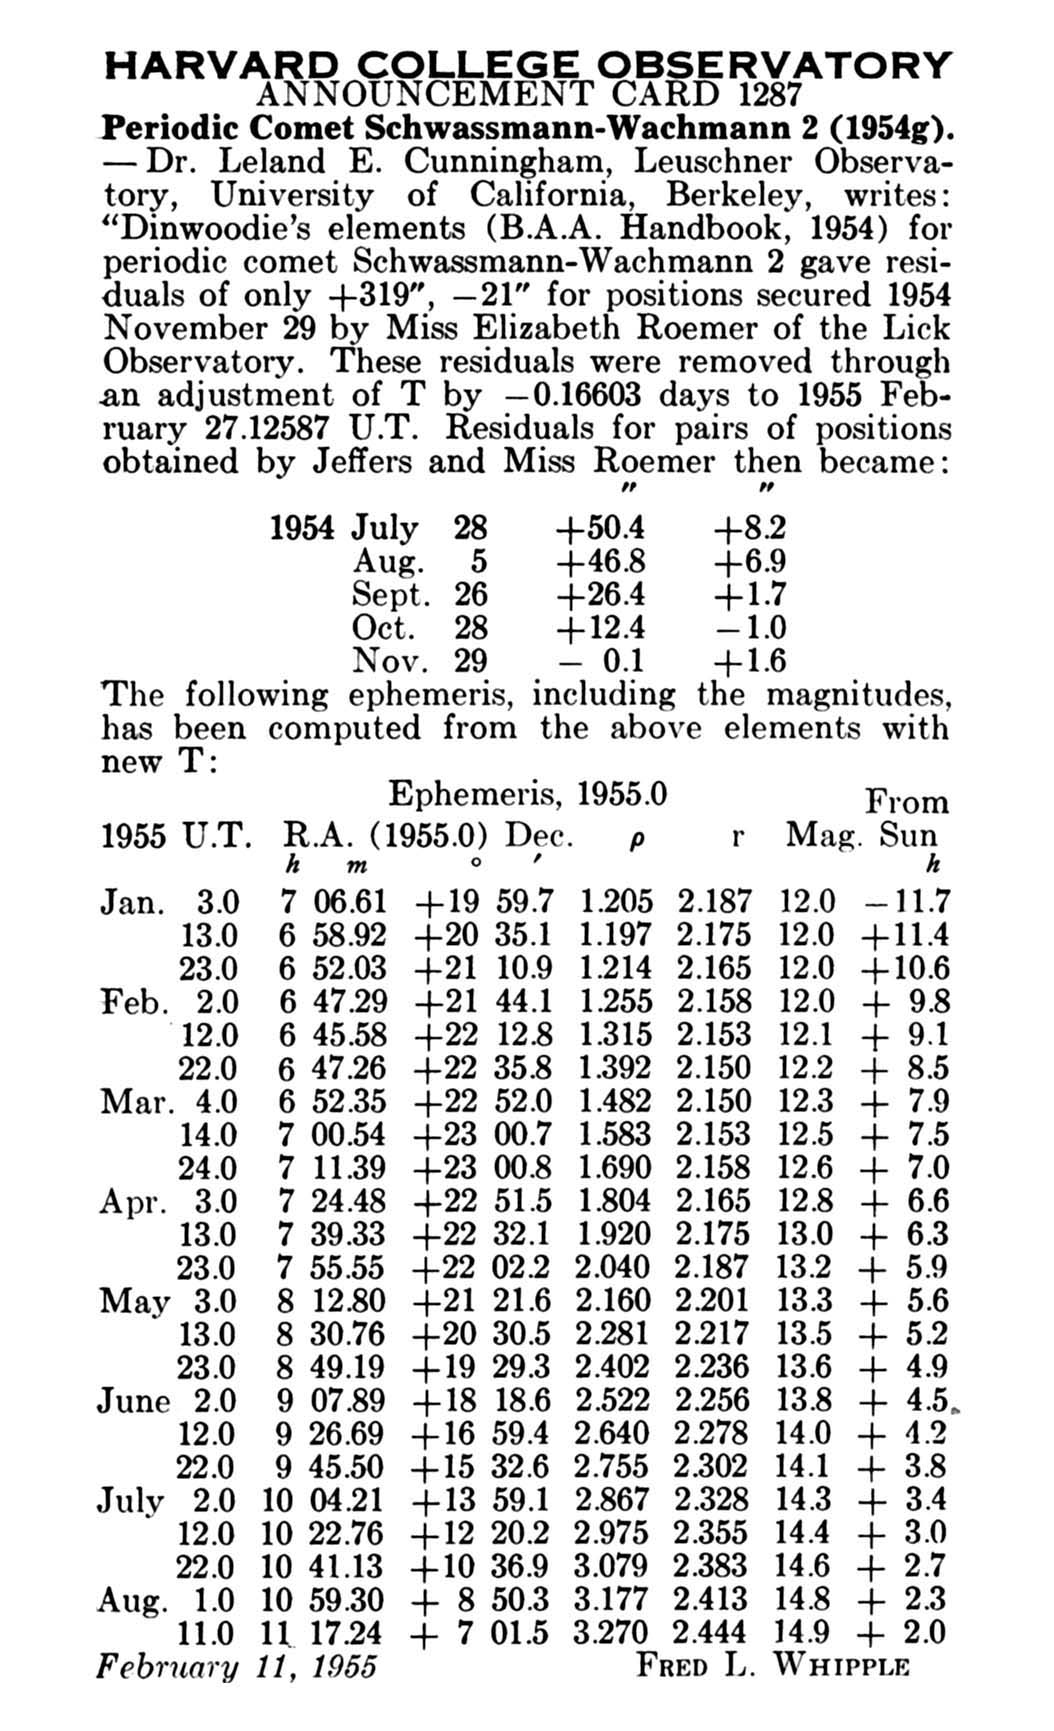 HARVARD COLLEGE OBSERVATORY
ANNOUNCEMENT CARD 1287
Periodic Comet Schwassmann-Wachmann 2 (1954g).
— Dr. Leland E. Cunningham, Leuschner Observa-
tory, University of California, Berkeley, writes:
“Dinwoodie's elements (B.A.A. Handbook, 1954) for
periodic comet Schwassmann-Wachmann 2 gave resi-
duals of only +319″, −21″ for positions secured 1954
November 29 by Miss Elizabeth Roemer of the Lick
Observatory. These residuals were removed through
an adjustment of T by −0.16603 days to 1955 Feb-
ruary 27.12587 U.T. Residuals for pairs of positions
obtained by Jeffers and Miss Roemer then became:
″ ″
1954 July 28 +50.4 +8.2
Aug. 5 +46.8 +6.9
Sept. 26 +26.4 +1.7
Oct. 28 +12.4 −1.0
Nov. 29 − 0.1 +1.6
The following ephemeris, including the magnitudes,
has been computed from the above elements with
new T:
Ephemeris, 1955.0 From
1955 U.T. R.A. (1955.0) Dec. ρ r Mag. Sun
h m ° ′ h
Jan. 3.0 7 06.61 +19 59.7 1.205 2.187 12.0 −11.7
13.0 6 58.92 +20 35.1 1.197 2.175 12.0 +11.4
23.0 6 52.03 +21 10.9 1.214 2.165 12.0 +10.6
Feb. 2.0 6 47.29 +21 44.1 1.255 2.158 12.0 + 9.8
12.0 6 45.58 +22 12.8 1.315 2.153 12.1 + 9.1
22.0 6 47.26 +22 35.8 1.392 2.150 12.2 + 8.5
Mar. 4.0 6 52.35 +22 52.0 1.482 2.150 12.3 + 7.9
14.0 7 00.54 +23 00.7 1.583 2.153 12.5 + 7.5
24.0 7 11.39 +23 00.8 1.690 2.158 12.6 + 7.0
Apr. 3.0 7 24.48 +22 51.5 1.804 2.165 12.8 + 6.6
13.0 7 39.33 +22 32.1 1.920 2.175 13.0 + 6.3
23.0 7 55.55 +22 02.2 2.040 2.187 13.2 + 5.9
May 3.0 8 12.80 +21 21.6 2.160 2.201 13.3 + 5.6
13.0 8 30.76 +20 30.5 2.281 2.217 13.5 + 5.2
23.0 8 49.19 +19 29.3 2.402 2.236 13.6 + 4.9
June 2.0 9 07.89 +18 18.6 2.522 2.256 13.8 + 4.5
12.0 9 26.69 +16 59.4 2.640 2.278 14.0 + 4.2
22.0 9 45.50 +15 32.6 2.755 2.302 14.1 + 3.8
July 2.0 10 04.21 +13 59.1 2.867 2.328 14.3 + 3.4
12.0 10 22.76 +12 20.2 2.975 2.355 14.4 + 3.0
22.0 10 41.13 +10 36.9 3.079 2.383 14.6 + 2.7
Aug. 1.0 10 59.30 + 8 50.3 3.177 2.413 14.8 + 2.3
11.0 11 17.24 + 7 01.5 3.270 2.444 14.9 + 2.0
February 11, 1955 FRED L. WHIPPLE